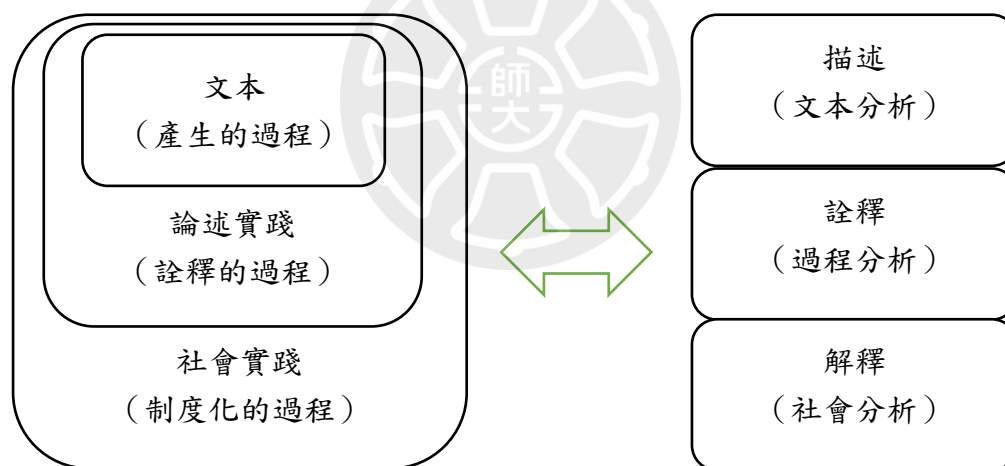 文本
（產生的過程）
論述實踐
（詮釋的過程）
社會實踐
（制度化的過程）
描述
（文本分析）
詮釋
（過程分析）
解釋
（社會分析）
師大